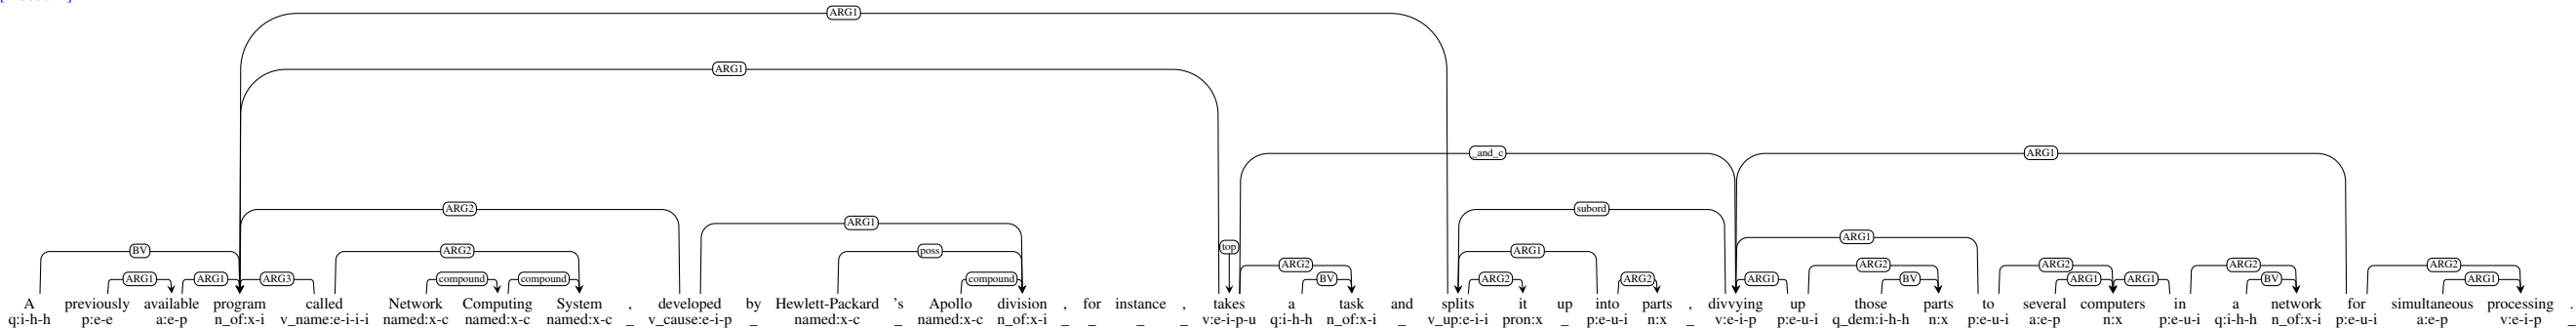 ARG1
ARG1
_and_c ARG1
ARG2 subord
ARG1 ARG1
BV ARG2 poss top ARG1
ARG2 ARG2 ARG2 ARG2 ARG2
ARG1 ARG1 ARG3 compound compound compound BV ARG2 ARG2 ARG1 BV ARG1 ARG1 BV ARG1
A previously available program called Network Computing System , developed by Hewlett-Packard 's Apollo division , for instance , takes a task and splits it up into parts , divvying up those parts to several computers in a network for simultaneous processing .
q:i-h-h p:e-e a:e-p n_of:x-i v_name:e-i-i-i named:x-c named:x-c named:x-c _ v_cause:e-i-p _ named:x-c _ named:x-c n_of:x-i _ _ _ _ v:e-i-p-u q:i-h-h n_of:x-i _ v_up:e-i-i pron:x _ p:e-u-i n:x _ v:e-i-p p:e-u-i q_dem:i-h-h n:x p:e-u-i a:e-p n:x p:e-u-i q:i-h-h n_of:x-i p:e-u-i a:e-p v:e-i-p _